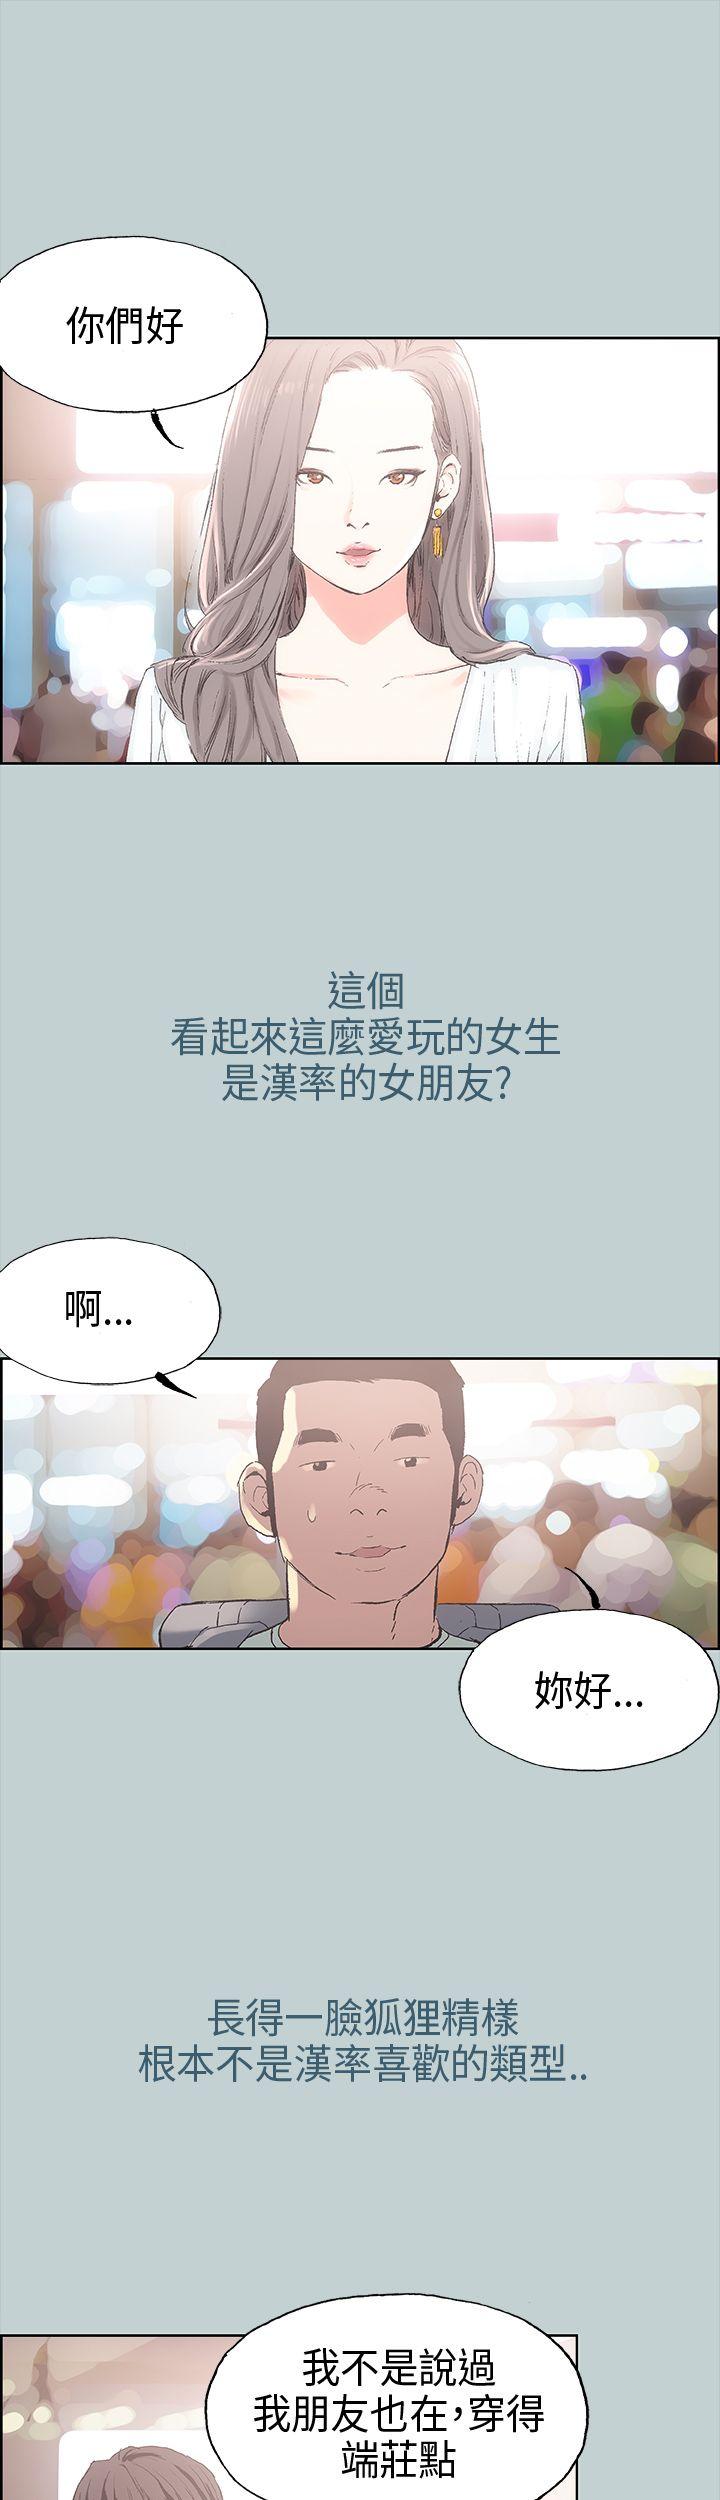 你們好
這個
看起來這麼愛玩的女生
是漢率的女朋友?
啊...
妳好...
長得一臉狐狸精樣
根本不是漢率喜歡的類型..
我不是說過
我朋友也在,穿得
端莊點